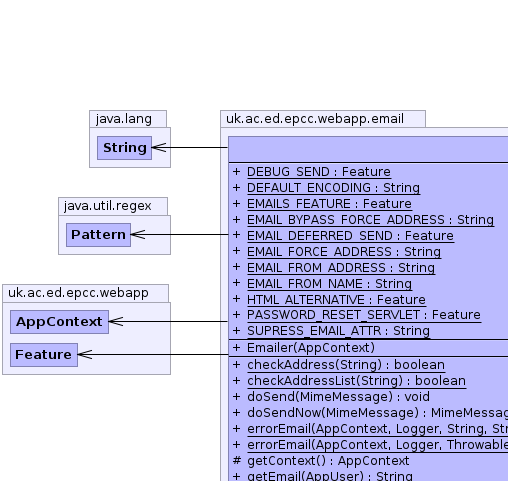 java.lang
String
java.util.regex
Pattern
uk.ac.ed.epcc.webapp
AppContext
Feature
uk.ac.ed.epcc.webapp.email
+ DEBUG_SEND : Feature
+ DEFAULT_ENCODING : String
+ EMAILS_FEATURE : Feature
+ EMAIL_BYPASS_FORCE_ADDRESS : String
+ EMAIL_DEFERRED_SEND : Feature
+ EMAIL_FORCE_ADDRESS : String
+ EMAIL_FROM_ADDRESS : String
+ EMAIL_FROM_NAME : String
+ HTML_ALTERNATIVE : Feature
+ PASSWORD_RESET_SERVLET : Feature
+ SUPRESS_EMAIL_ATTR : String
+ Emailer(AppContext)
+ checkAddress(String) : boolean
+ checkAddressList(String) : boolean
+ doSend(MimeMessage) : void
+ doSendNow(MimeMessage) : MimeMessag
+ errorEmail(AppContext, Logger, String, Str
+ errorEmail(AppContext, Logger, Throwable
# getContext() : AppContext
+ getEmail(AppUser) : String